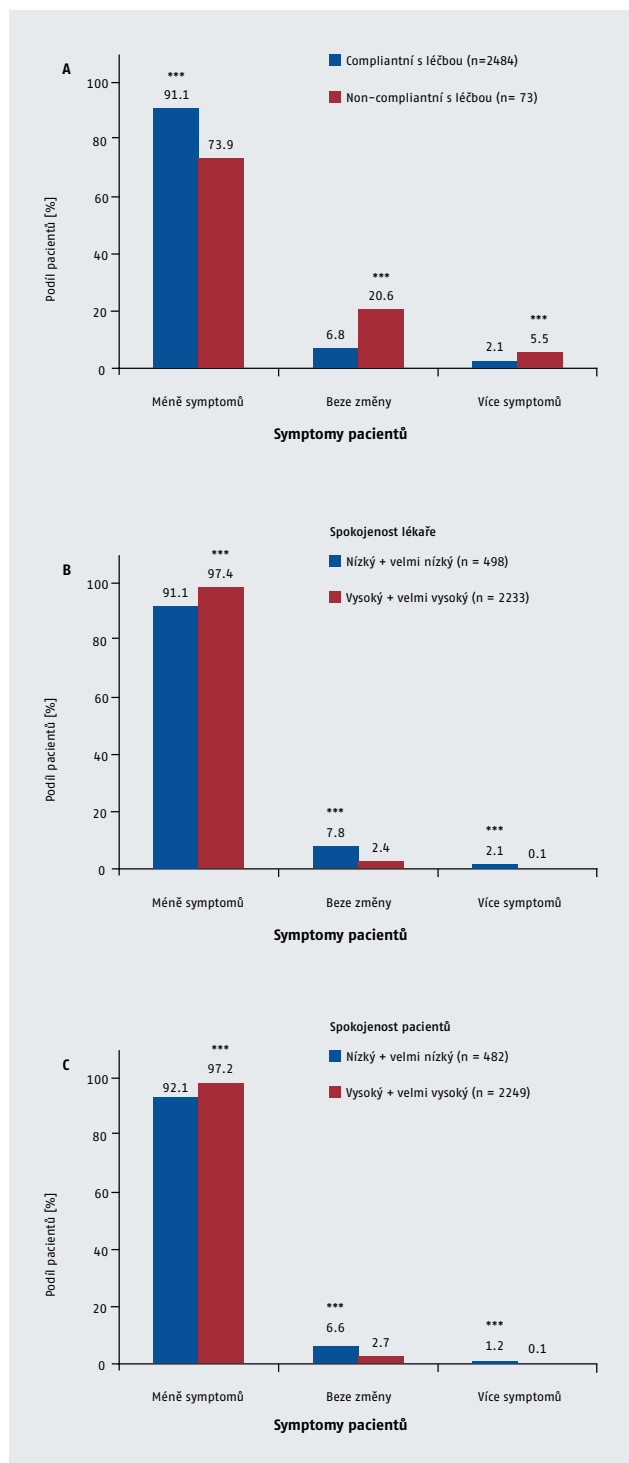 A
***
91.1
73.9
6.8
***
20.6
2.1
***
5.5
Compliantní s léčbou (n=2484)
Non-compliantní s léčbou (n= 73)
Podíl pacientů [%]
100
80
60
40
20
0
Méně symptomů
Beze změny
Více symptomů
Symptomy pacientů
B
Spokojenost lékaře
Nízký + velmi nízký (n = 498)
Vysoký + velmi vysoký (n = 2233)
91.1
***
97.4
***
7.8
2.4
***
2.1
0.1
Podíl pacientů [%]
100
80
60
40
20
0
Méně symptomů
Beze změny
Více symptomů
Symptomy pacientů
C
Spokojenost pacientů
Nízký + velmi nízký (n = 482)
Vysoký + velmi vysoký (n = 2249)
92.1
***
97.2
***
6.6
2.7
***
1.2
0.1
Podíl pacientů [%]
100
80
60
40
20
0
Méně symptomů
Beze změny
Více symptomů
Symptomy pacientů